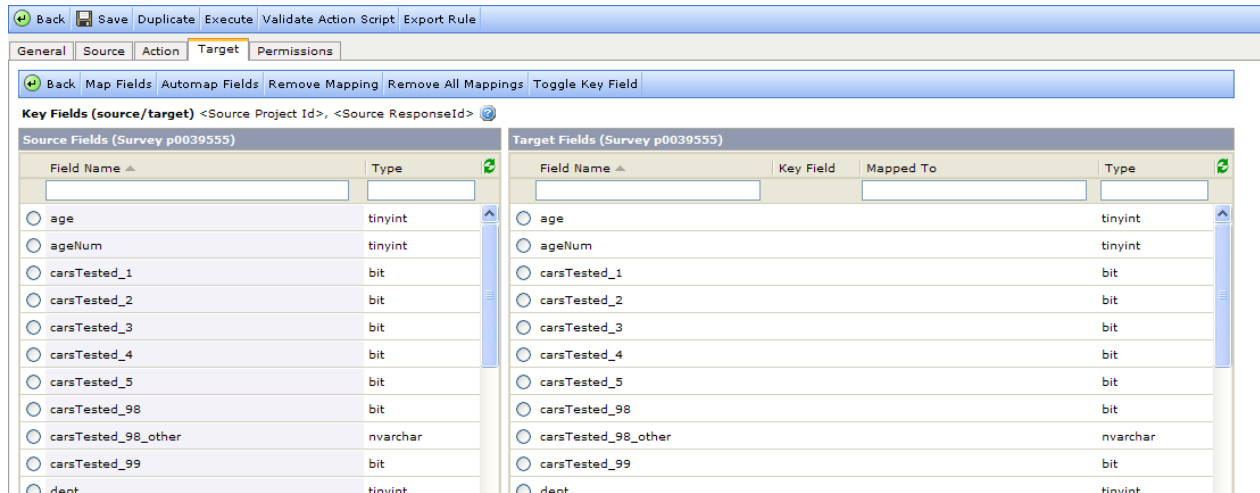 Back Save Duplicate Execute Validate Action Script Export Rule
General Source Action Target Permissions
Back Map Fields Automap Fields Remove Mapping Remove All Mappings Toggle Key Field
Key Fields (source/target) <Source Project Id>, <Source ResponseId>
Source Fields (Survey p0039555) Target Fields (Survey p0039555)
Field Name Type Field Name Key Field Mapped To Type
age tinyint age tinyint
ageNum tinyint ageNum tinyint
carsTested_1 bit carsTested_1 bit
carsTested_2 bit carsTested_2 bit
carsTested_3 bit carsTested_3 bit
carsTested_4 bit carsTested_4 bit
carsTested_5 bit carsTested_5 bit
carsTested_98 bit carsTested_98 bit
carsTested_98_other nvarchar carsTested_98_other nvarchar
carsTested_99 bit carsTested_99 bit
dept tinyint dept tinyint